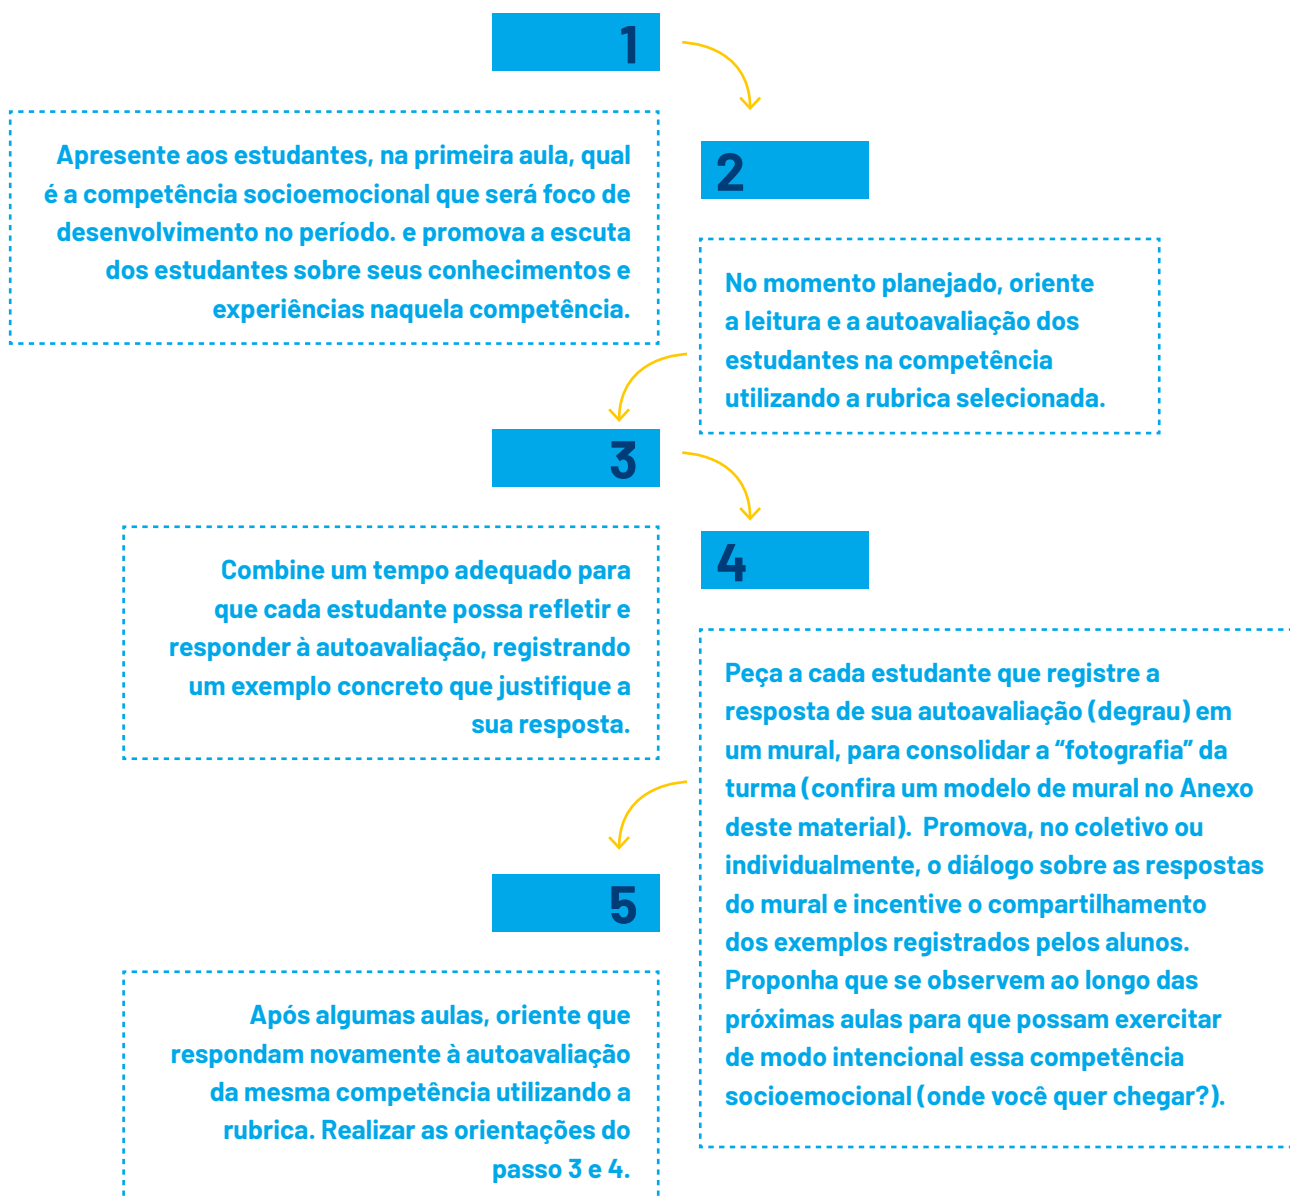 1
Apresente aos estudantes, na primeira aula, qual
é a competência socioemocional que será foco de
desenvolvimento no período. e promova a escuta
dos estudantes sobre seus conhecimentos e
experiências naquela competência.
2
No momento planejado, oriente
a leitura e a autoavaliação dos
estudantes na competência
utilizando a rubrica selecionada.
3
Combine um tempo adequado para
que cada estudante possa refletir e
responder à autoavaliação, registrando
um exemplo concreto que justifique a
sua resposta.
4
Peça a cada estudante que registre a
resposta de sua autoavaliação (degrau) em
um mural, para consolidar a “fotografia” da
turma (confira um modelo de mural no Anexo
deste material).  Promova, no coletivo ou
individualmente, o diálogo sobre as respostas
do mural e incentive o compartilhamento
dos exemplos registrados pelos alunos.
Proponha que se observem ao longo das
próximas aulas para que possam exercitar
de modo intencional essa competência
socioemocional (onde você quer chegar?).
5
Após algumas aulas, oriente que
respondam novamente à autoavaliação
da mesma competência utilizando a
rubrica. Realizar as orientações do
passo 3 e 4.